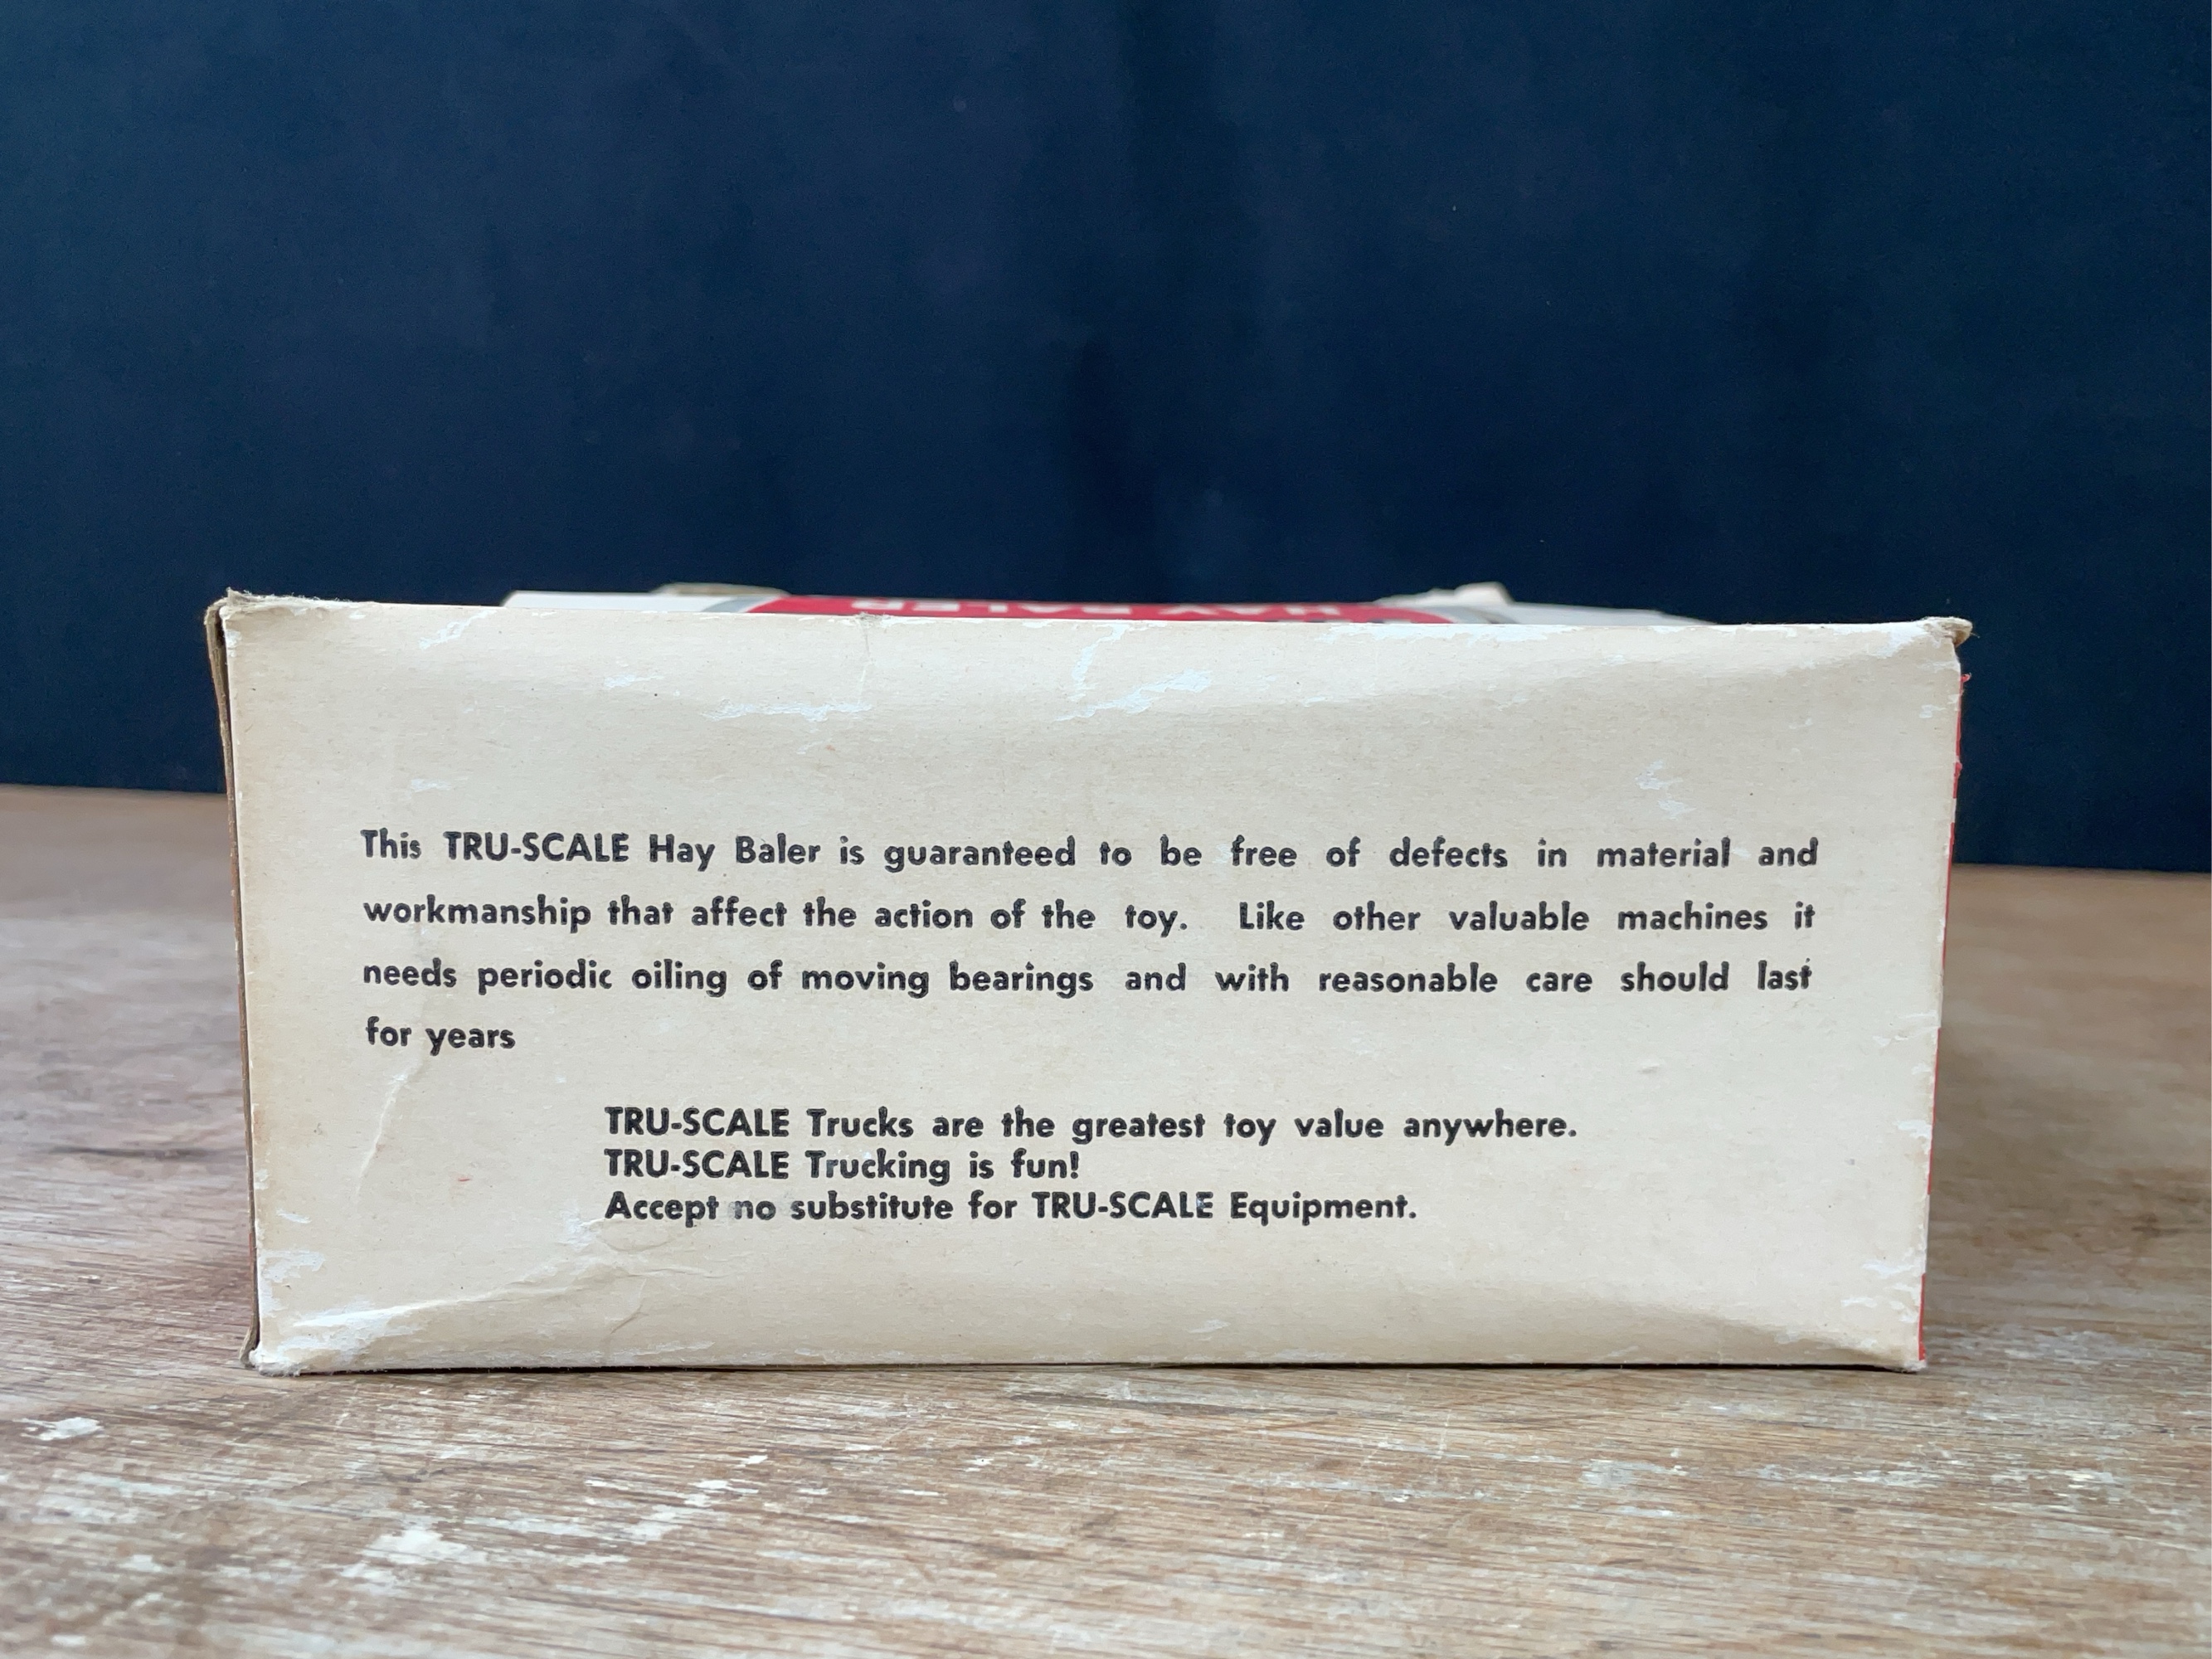 HAY BALER
This TRU-SCALE Hay Baler is guaranteed to be free of defects in material and
workmanship that affect the action of the toy. Like other valuable machines it
needs periodic oiling of moving bearings and with reasonable care should last
for years
TRU-SCALE Trucks are the greatest toy value anywhere.
TRU-SCALE Trucking is fun!
Accept no substitute for TRU-SCALE Equipment.